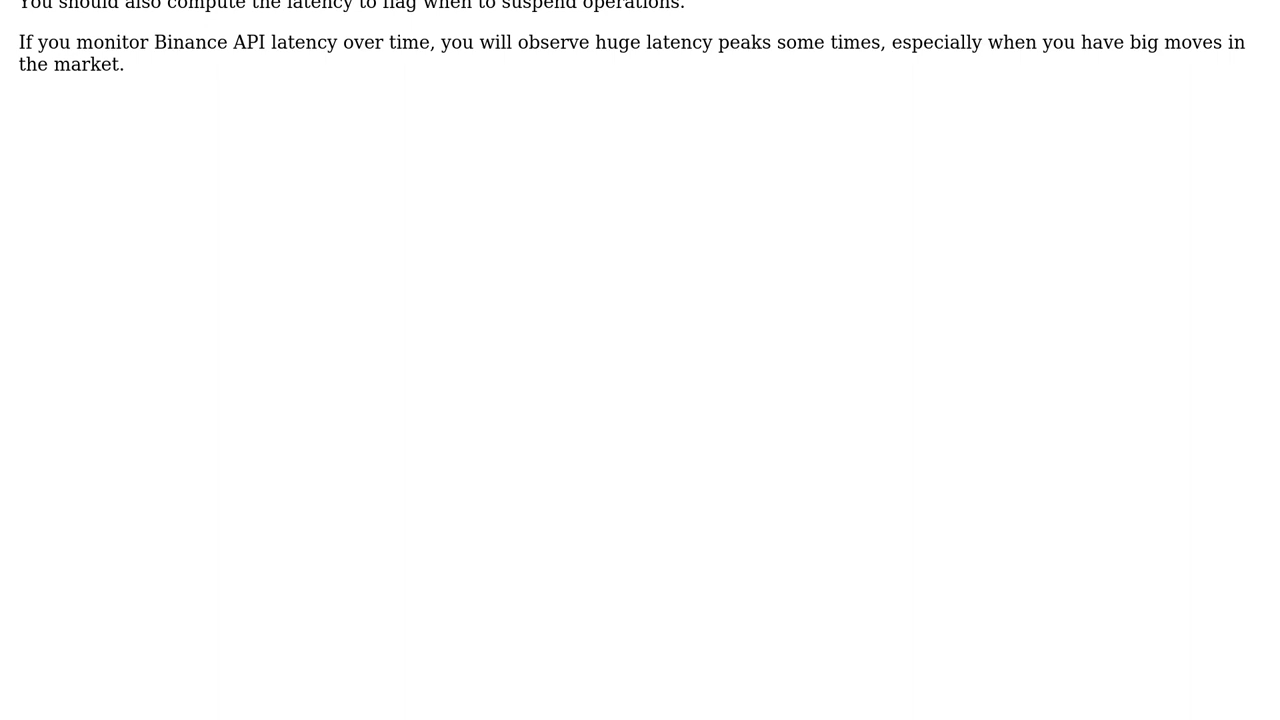 You should also compute the latency to flag when to suspend operations.
If you monitor Binance API latency over time, you will observe huge latency peaks some times, especially when you have big moves in
the market.